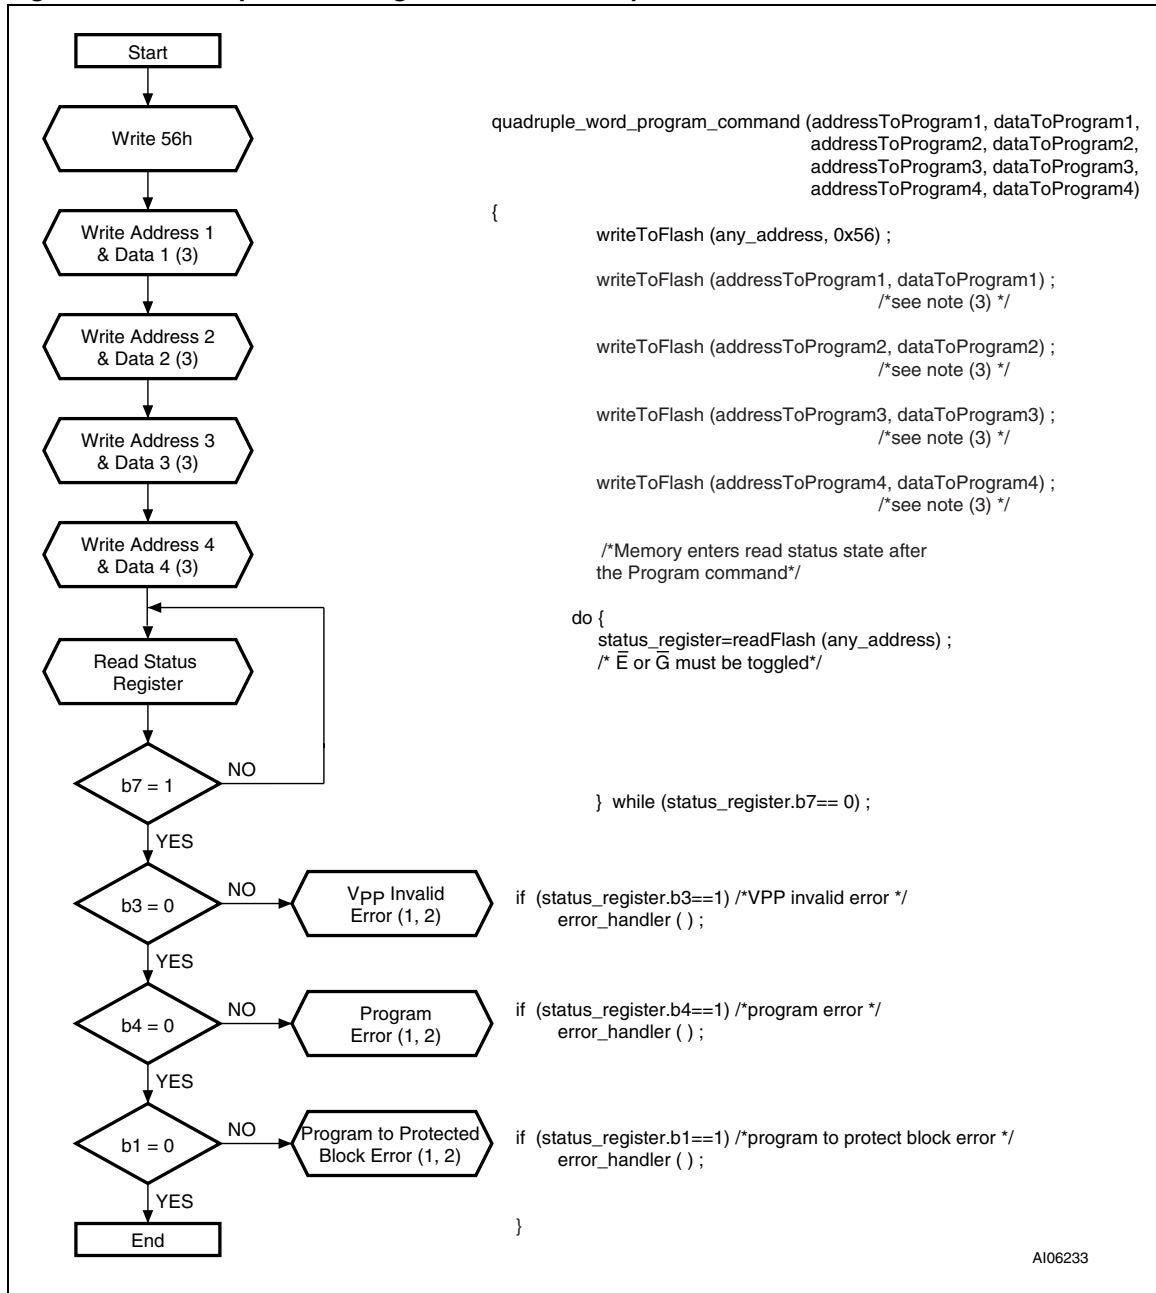 Start
Write 56h
Write Address 1
& Data 1 (3)
Write Address 2
& Data 2 (3)
Write Address 3
& Data 3 (3)
Write Address 4
& Data 4 (3)
Read Status
Register
b7 = 1
NO
YES
b3 = 0
NO
VPP Invalid
Error (1, 2)
YES
b4 = 0
NO
Program
Error (1, 2)
YES
b1 = 0
NO
Program to Protected
Block Error (1, 2)
YES
End
quadruple_word_program_command (addressToProgram1, dataToProgram1,
addressToProgram2, dataToProgram2,
addressToProgram3, dataToProgram3,
addressToProgram4, dataToProgram4)
{
writeToFlash (any_address, 0x56) ;
writeToFlash (addressToProgram1, dataToProgram1) ;
/*see note (3) */
writeToFlash (addressToProgram2, dataToProgram2) ;
/*see note (3) */
writeToFlash (addressToProgram3, dataToProgram3) ;
/*see note (3) */
writeToFlash (addressToProgram4, dataToProgram4) ;
/*see note (3) */
/*Memory enters read status state after
the Program command*/
do {
status_register=readFlash (any_address) ;
/* E̅ or G̅ must be toggled*/
} while (status_register.b7== 0) ;
if (status_register.b3==1) /*VPP invalid error */
error_handler ( ) ;
if (status_register.b4==1) /*program error */
error_handler ( ) ;
if (status_register.b1==1) /*program to protect block error */
error_handler ( ) ;
}
AI06233